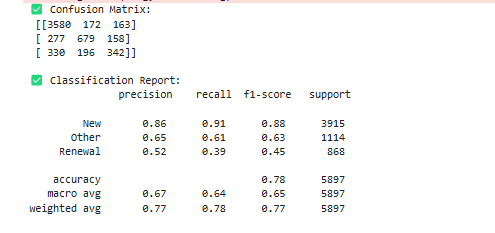 ✅ Confusion Matrix:
[[3580 172 163]
[ 277 679 158]
[ 330 196 342]]
✅ Classification Report:
precision recall f1-score support
New 0.86 0.91 0.88 3915
Other 0.65 0.61 0.63 1114
Renewal 0.52 0.39 0.45 868
accuracy 0.78 5897
macro avg 0.67 0.64 0.65 5897
weighted avg 0.77 0.78 0.77 5897